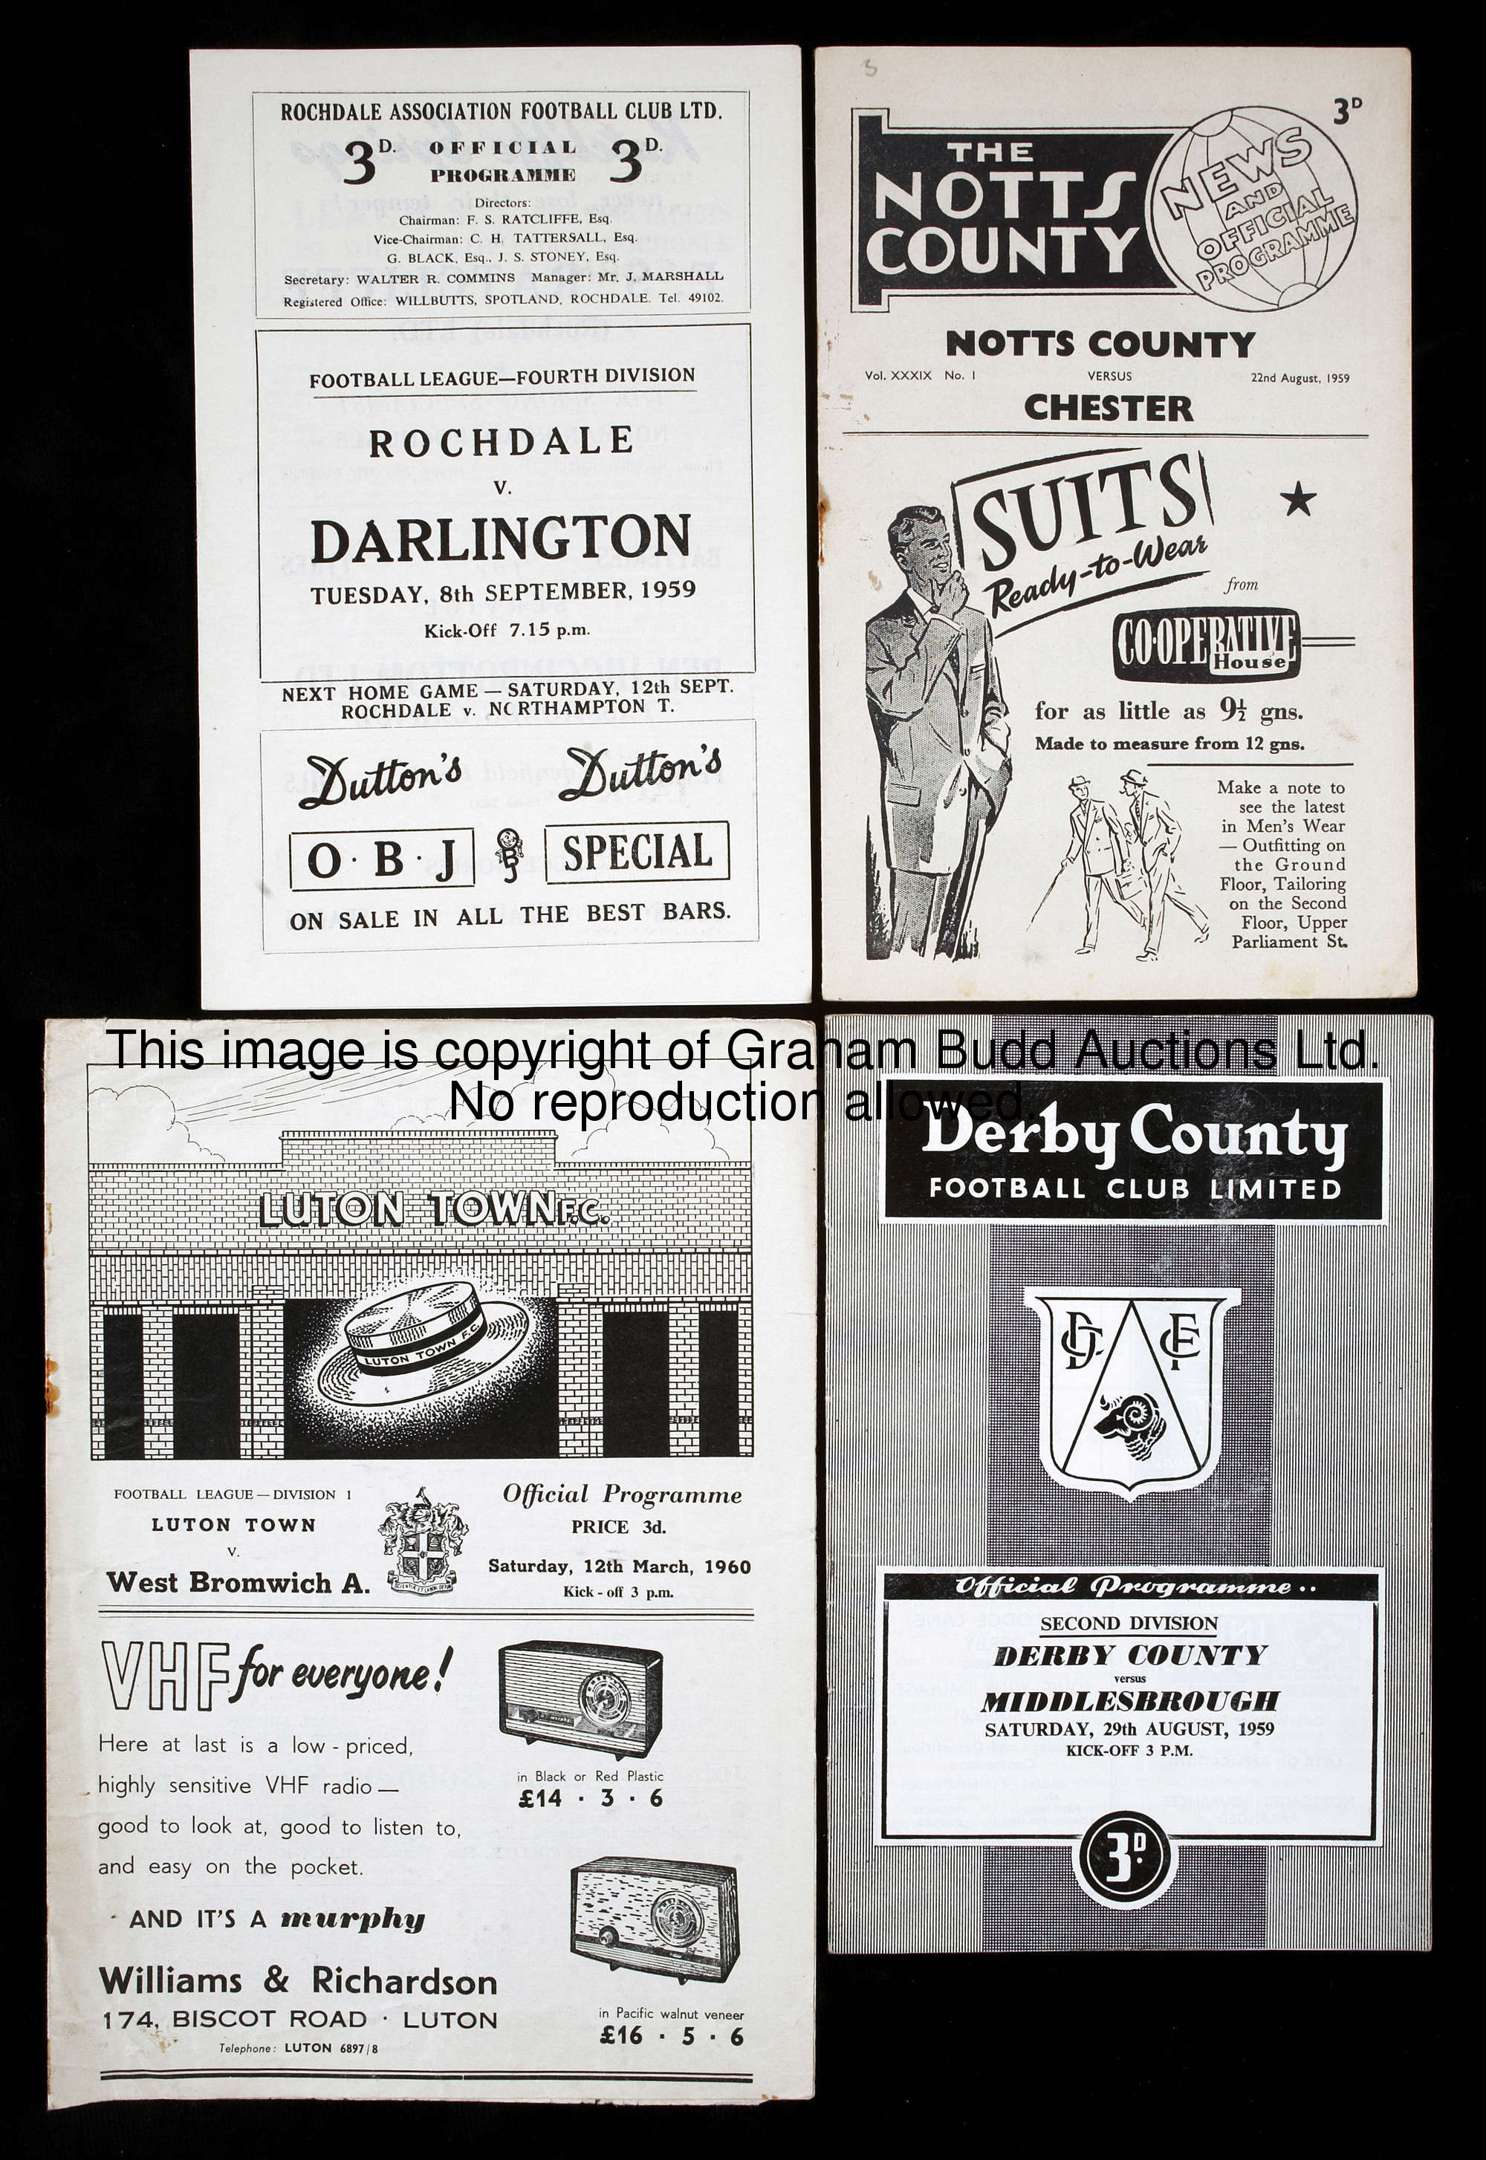 ROCHDALE ASSOCIATION FOOTBALL CLUB LTD.
3D. OFFICIAL PROGRAMME 3D.
Directors:
Chairman: F. S. RATCLIFFE, Esq.
Vice-Chairman: C. H. TATTERSALL, Esq.
G. BLACK, Esq., J. S. STONEY, Esq.
Secretary: WALTER R. COMMINS Manager: Mr. J. MARSHALL
Registered Office: WILLBUTTS, SPOTLAND, ROCHDALE. Tel. 49102.
FOOTBALL LEAGUE—FOURTH DIVISION
ROCHDALE
V.
DARLINGTON
TUESDAY, 8th SEPTEMBER, 1959
Kick-Off 7.15 p.m.
NEXT HOME GAME — SATURDAY, 12th SEPT.
ROCHDALE v. NORTHAMPTON T.
Dutton's Dutton's
O·B·J SPECIAL
ON SALE IN ALL THE BEST BARS.
3D
THE
NOTTS
COUNTY
NEWS
AND
OFFICIAL
PROGRAMME
NOTTS COUNTY
Vol. XXXIX No. 1 VERSUS 22nd August, 1959
CHESTER
SUITS
Ready-to-Wear
from
CO-OPERATIVE
House
for as little as 9½ gns.
Made to measure from 12 gns.
Make a note to
see the latest
in Men's Wear
— Outfitting on
the Ground
Floor, Tailoring
on the Second
Floor, Upper
Parliament St.
This image is copyright of Graham Budd Auctions Ltd.
No reproduction allowed.
LUTON TOWN F.C.
LUTON TOWN F.C.
FOOTBALL LEAGUE — DIVISION 1
LUTON TOWN
V.
West Bromwich A.
Official Programme
PRICE 3d.
Saturday, 12th March, 1960
Kick - off 3 p.m.
VHF for everyone!
Here at last is a low - priced,
highly sensitive VHF radio —
good to look at, good to listen to,
and easy on the pocket.
AND IT'S A murphy
in Black or Red Plastic
£14 · 3 · 6
Williams & Richardson
174, BISCOT ROAD · LUTON
Telephone: LUTON 6897/8
in Pacific walnut veneer
£16 · 5 · 6
Derby County
FOOTBALL CLUB LIMITED
DC FC
Official Programme ..
SECOND DIVISION
DERBY COUNTY
versus
MIDDLESBROUGH
SATURDAY, 29th AUGUST, 1959
KICK-OFF 3 P.M.
3D.